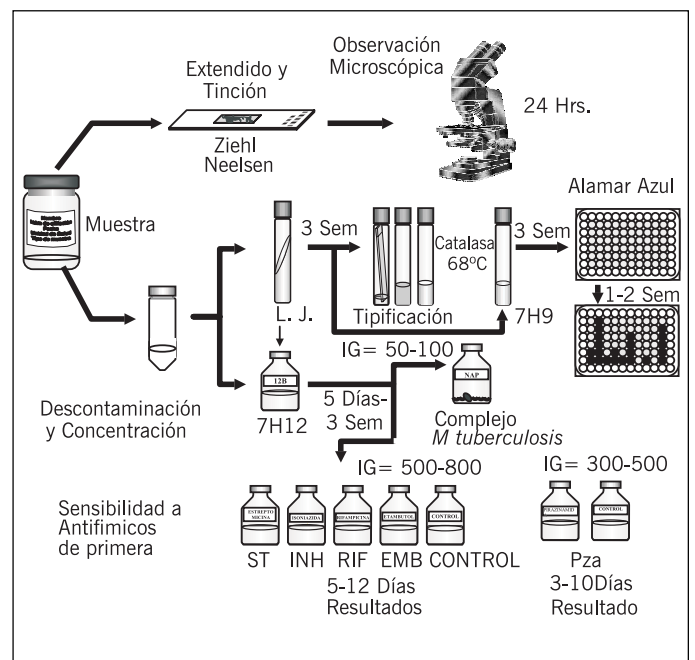 Observación
Microscópica
Extendido y
Tinción
24 Hrs.
Ziehl
Neelsen
Alamar Azul
Muestra
3 Sem
Catalasa
68ºC
3 Sem
L. J.
Tipificación
7H9
1-2 Sem
IG= 50-100
12B
NAP
7H12
5 Días-
3 Sem
Descontaminación
y Concentración
Complejo
M tuberculosis
IG= 500-800
IG= 300-500
Sensibilidad a
Antifimicos
de primera
ESTREPTO
MICINA
ISONIAZIDA
RIFAMPICINA
ETAMBUTOL
CONTROL
CONTROL
ST INH RIF EMB CONTROL
Pza
5-12 Días
Resultados
3-10Días
Resultado